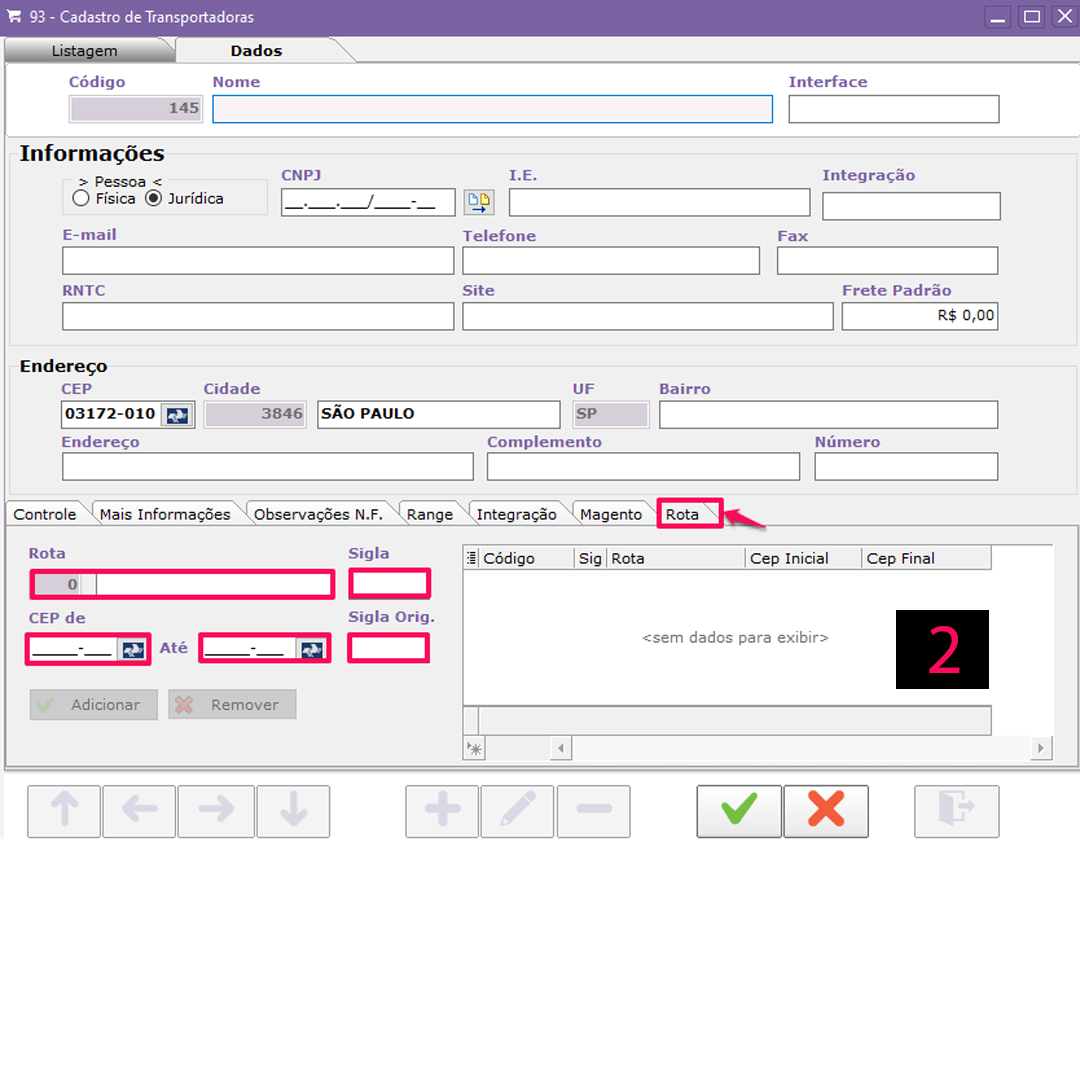 93 - Cadastro de Transportadoras
Listagem Dados
Código Nome Interface
145
Informações
> Pessoa < CNPJ I.E. Integração
Física Jurídica __.___.___/____-__
E-mail Telefone Fax
RNTC Site Frete Padrão
R$ 0,00
Endereço
CEP Cidade UF Bairro
03172-010 3846 SÃO PAULO SP
Endereço Complemento Número
Controle Mais Informações Observações N.F. Range Integração Magento Rota
Rota Sigla Código Sig Rota Cep Inicial Cep Final
0
CEP de Sigla Orig. <sem dados para exibir> 2
_____-___ Até _____-___
Adicionar Remover